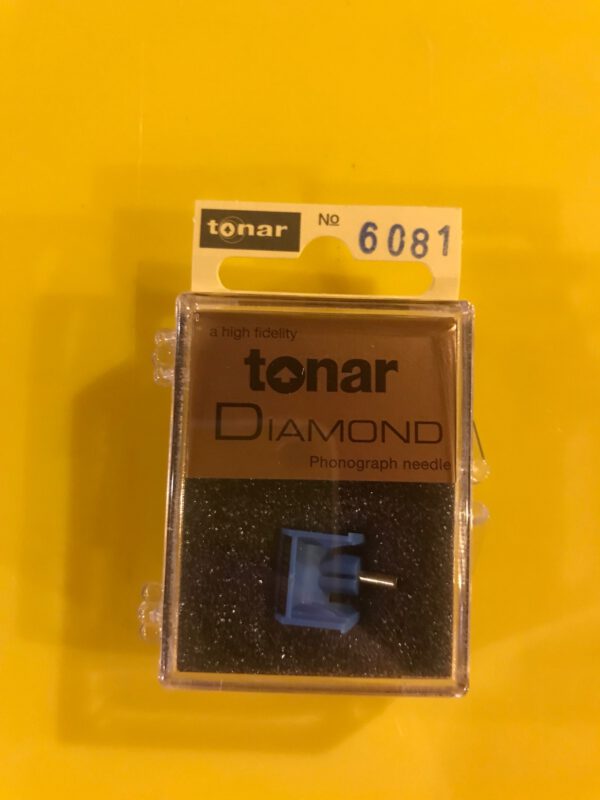 tonar No 6081
a high fidelity
tonar
DIAMOND
Phonograph needle